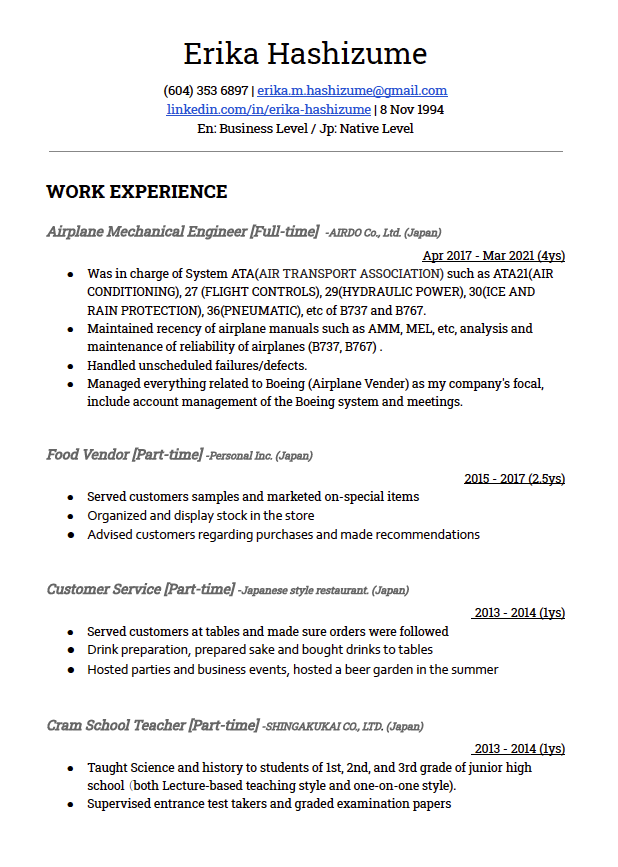 Erika Hashizume
(604) 353 6897 | erika.m.hashizume@gmail.com
linkedin.com/in/erika-hashizume | 8 Nov 1994
En: Business Level / Jp: Native Level
WORK EXPERIENCE
Airplane Mechanical Engineer [Full-time] -AIRDO Co., Ltd. (Japan)
Apr 2017 - Mar 2021 (4ys)
● Was in charge of System ATA(AIR TRANSPORT ASSOCIATION) such as ATA21(AIR
CONDITIONING), 27 (FLIGHT CONTROLS), 29(HYDRAULIC POWER), 30(ICE AND
RAIN PROTECTION), 36(PNEUMATIC), etc of B737 and B767.
● Maintained recency of airplane manuals such as AMM, MEL, etc, analysis and
maintenance of reliability of airplanes (B737, B767) .
● Handled unscheduled failures/defects.
● Managed everything related to Boeing (Airplane Vender) as my company's focal,
include account management of the Boeing system and meetings.
Food Vendor [Part-time] -Personal Inc. (Japan)
2015 - 2017 (2.5ys)
● Served customers samples and marketed on-special items
● Organized and display stock in the store
● Advised customers regarding purchases and made recommendations
Customer Service [Part-time] -Japanese style restaurant. (Japan)
2013 - 2014 (1ys)
● Served customers at tables and made sure orders were followed
● Drink preparation, prepared sake and bought drinks to tables
● Hosted parties and business events, hosted a beer garden in the summer
Cram School Teacher [Part-time] -SHINGAKUKAI CO., LTD. (Japan)
2013 - 2014 (1ys)
● Taught Science and history to students of 1st, 2nd, and 3rd grade of junior high
school（both Lecture-based teaching style and one-on-one style).
● Supervised entrance test takers and graded examination papers